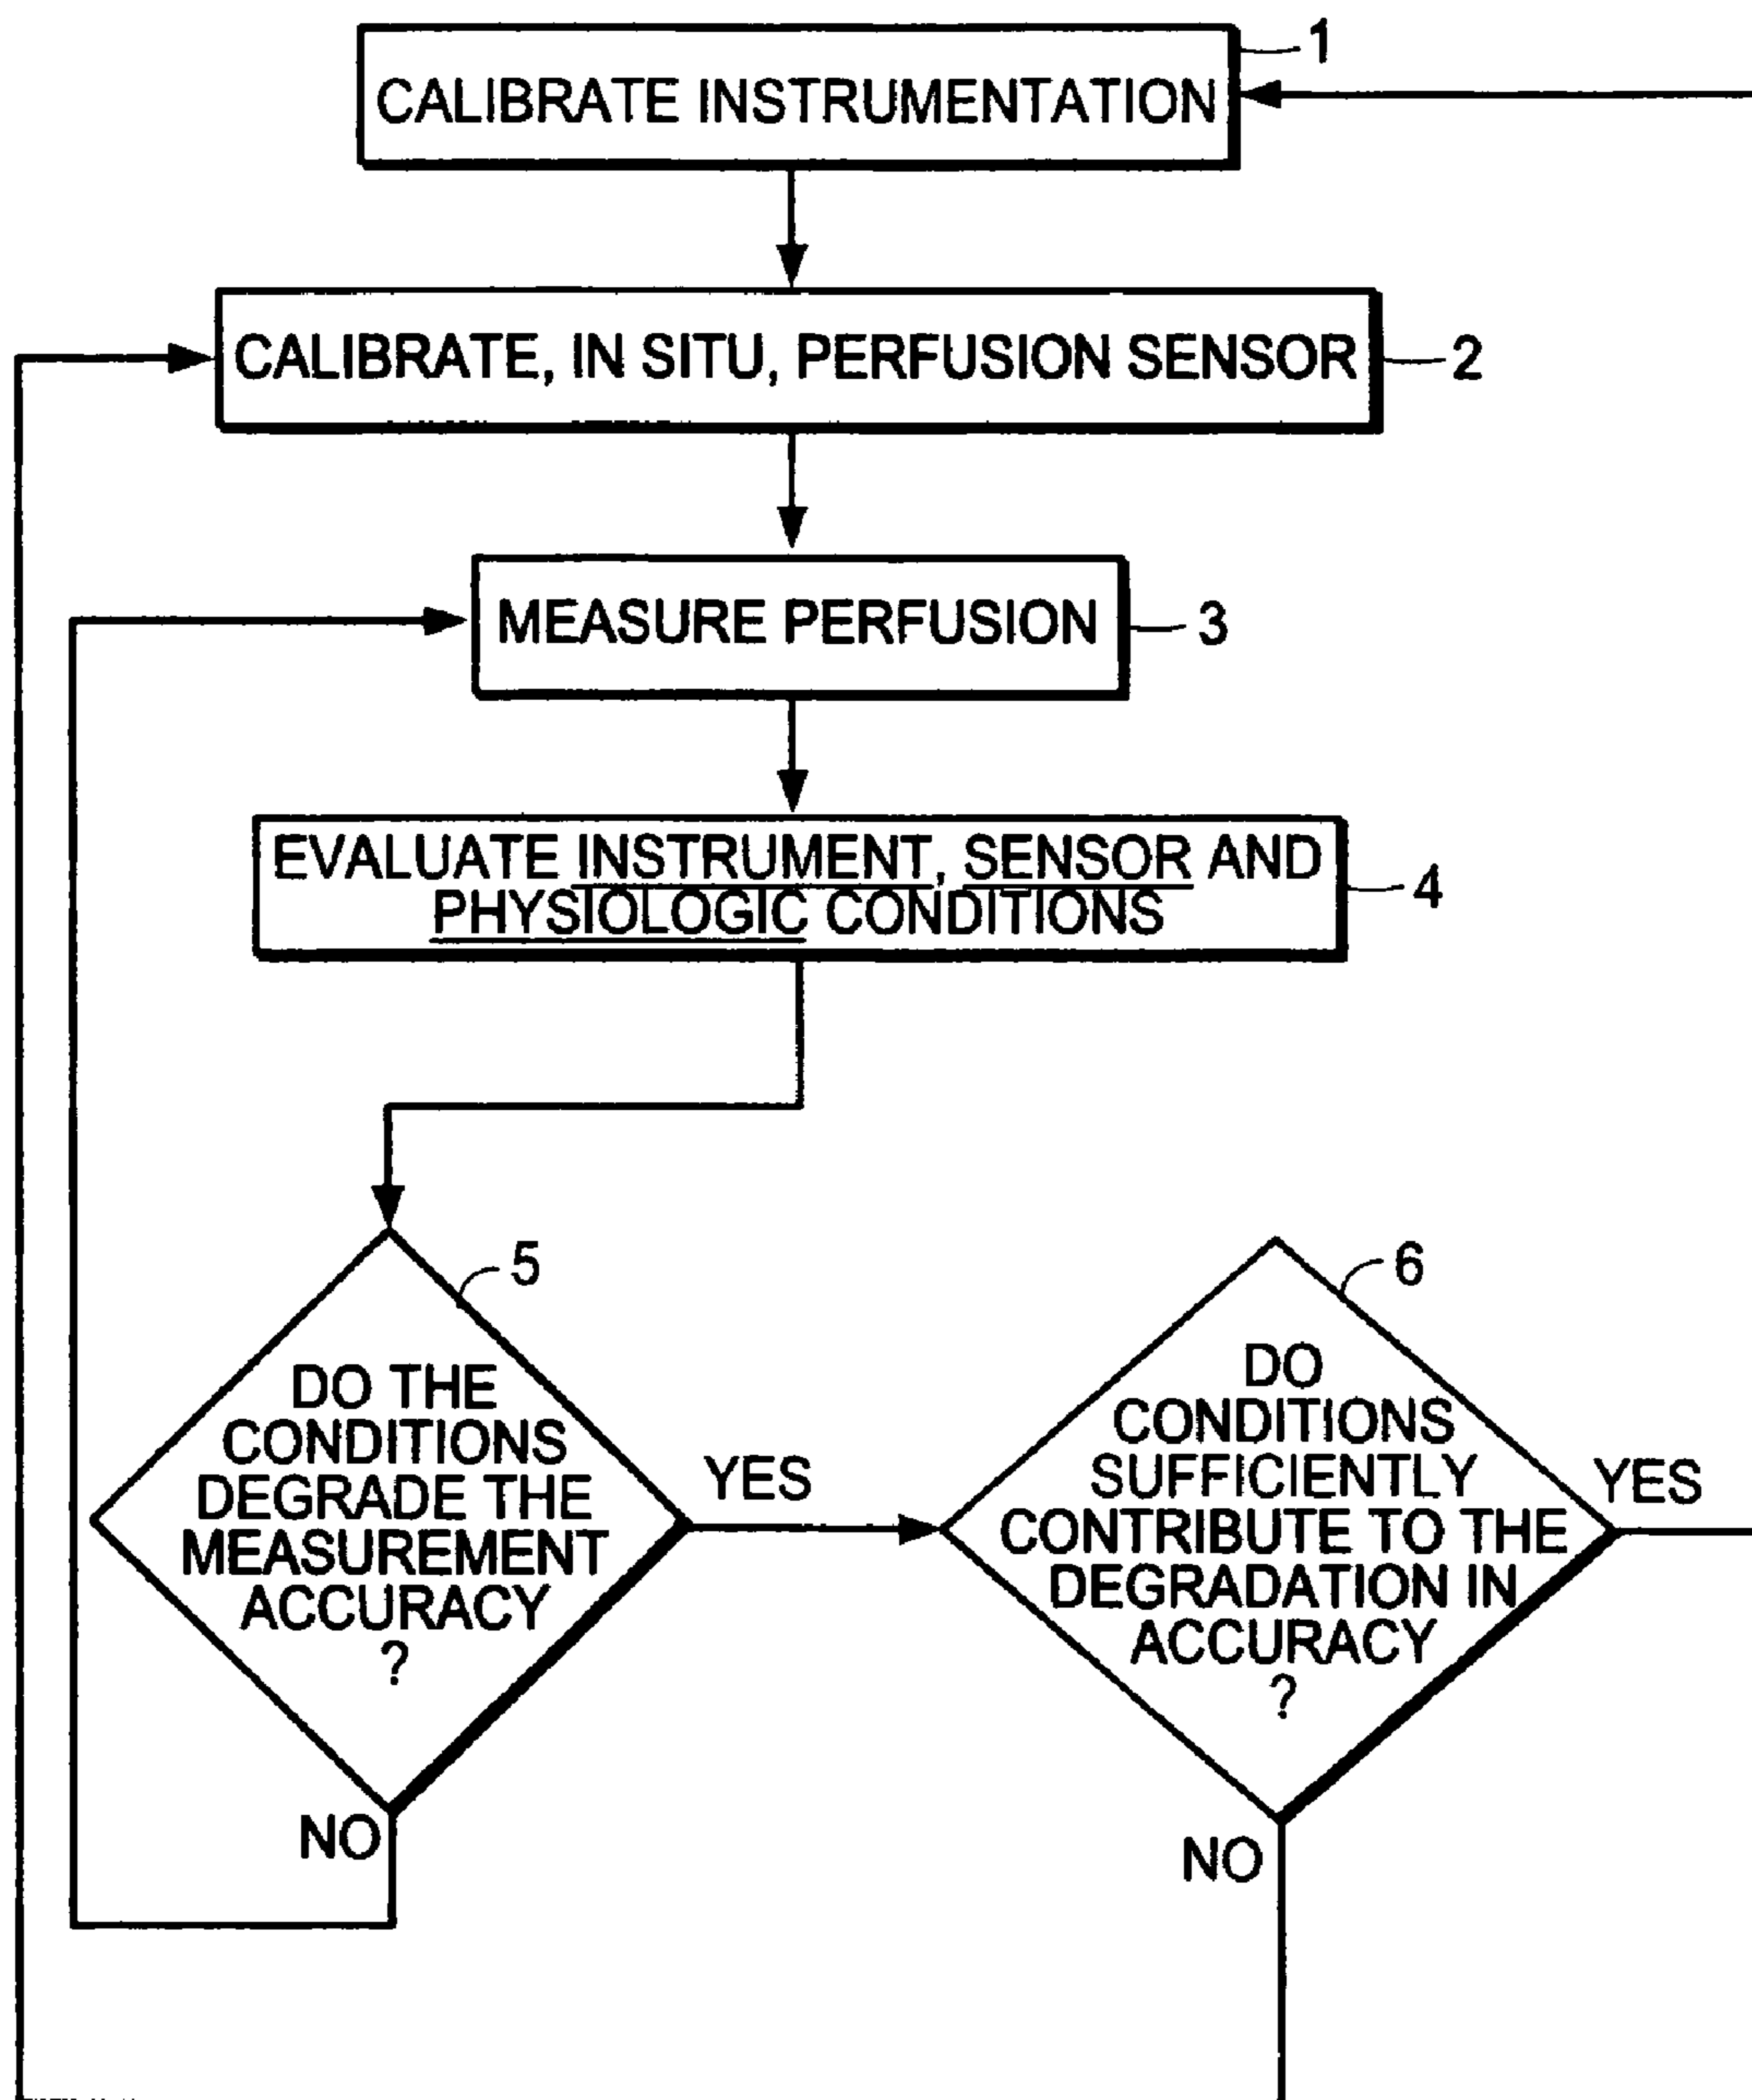 1
CALIBRATE INSTRUMENTATION
CALIBRATE, IN SITU, PERFUSION SENSOR
2
MEASURE PERFUSION
3
EVALUATE INSTRUMENT, SENSOR AND
PHYSIOLOGIC CONDITIONS
4
5
DO THE
CONDITIONS
DEGRADE THE
MEASUREMENT
ACCURACY
?
YES
NO
6
DO
CONDITIONS
SUFFICIENTLY
CONTRIBUTE TO THE
DEGRADATION IN
ACCURACY
?
YES
NO